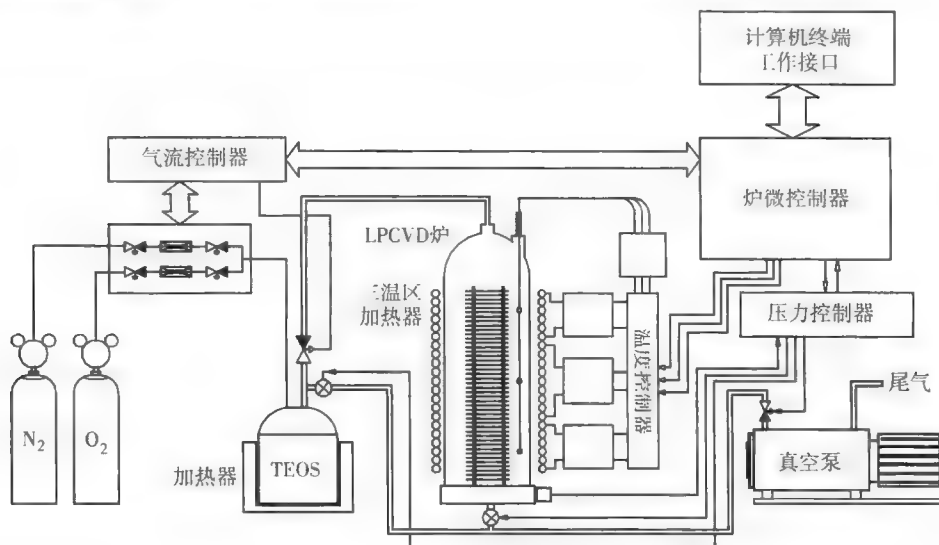 计算机终端
工作接口
气流控制器
炉微控制器
LPCVD炉
三温区
加热器
温度控制器
压力控制器
尾气
N2
O2
加热器
TEOS
真空泵